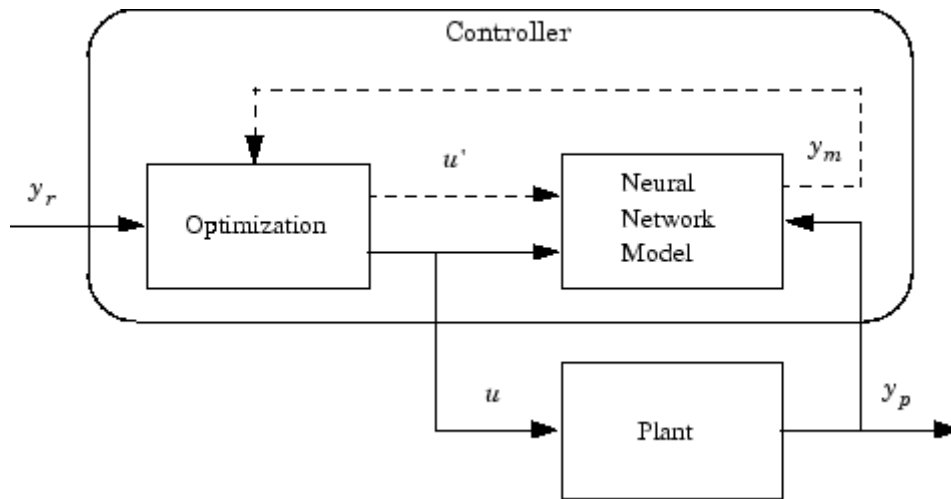 Controller
u'
y_m
y_r
Optimization
Neural
Network
Model
u
y_p
Plant